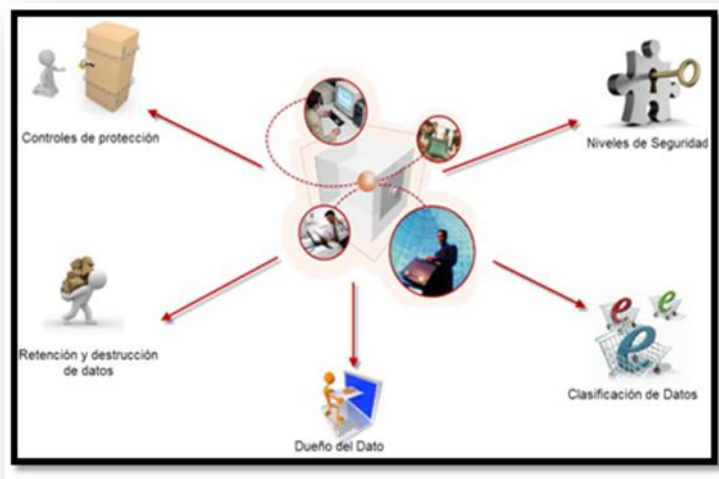 Controles de protección
Niveles de Seguridad
Retención y destrucción
de datos
Clasificación de Datos
Dueño del Dato